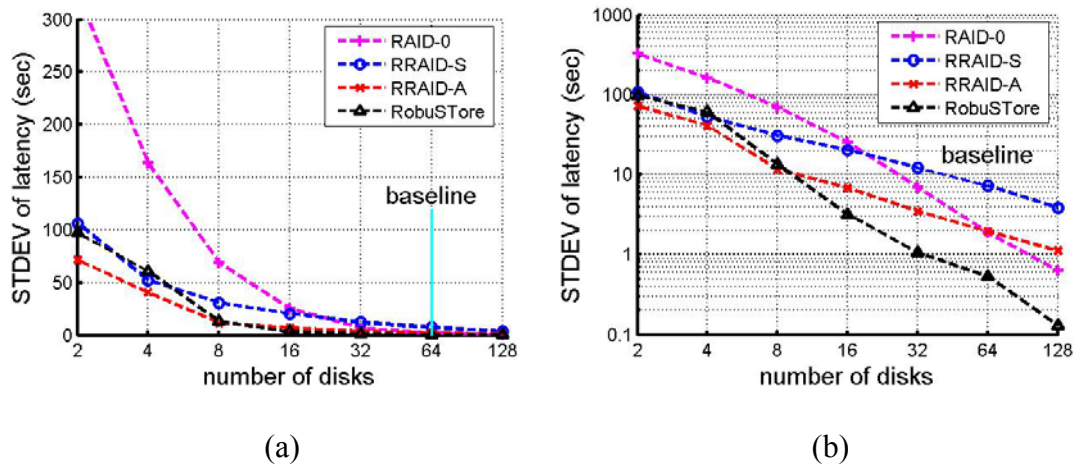 300
250
200
150
100
50
0
STDEV of latency (sec)
RAID-0
RRAID-S
RRAID-A
RobuSTore
baseline
2 4 8 16 32 64 128
number of disks
(a)
1000
100
10
1
0.1
STDEV of latency (sec)
RAID-0
RRAID-S
RRAID-A
RobuSTore
baseline
2 4 8 16 32 64 128
number of disks
(b)